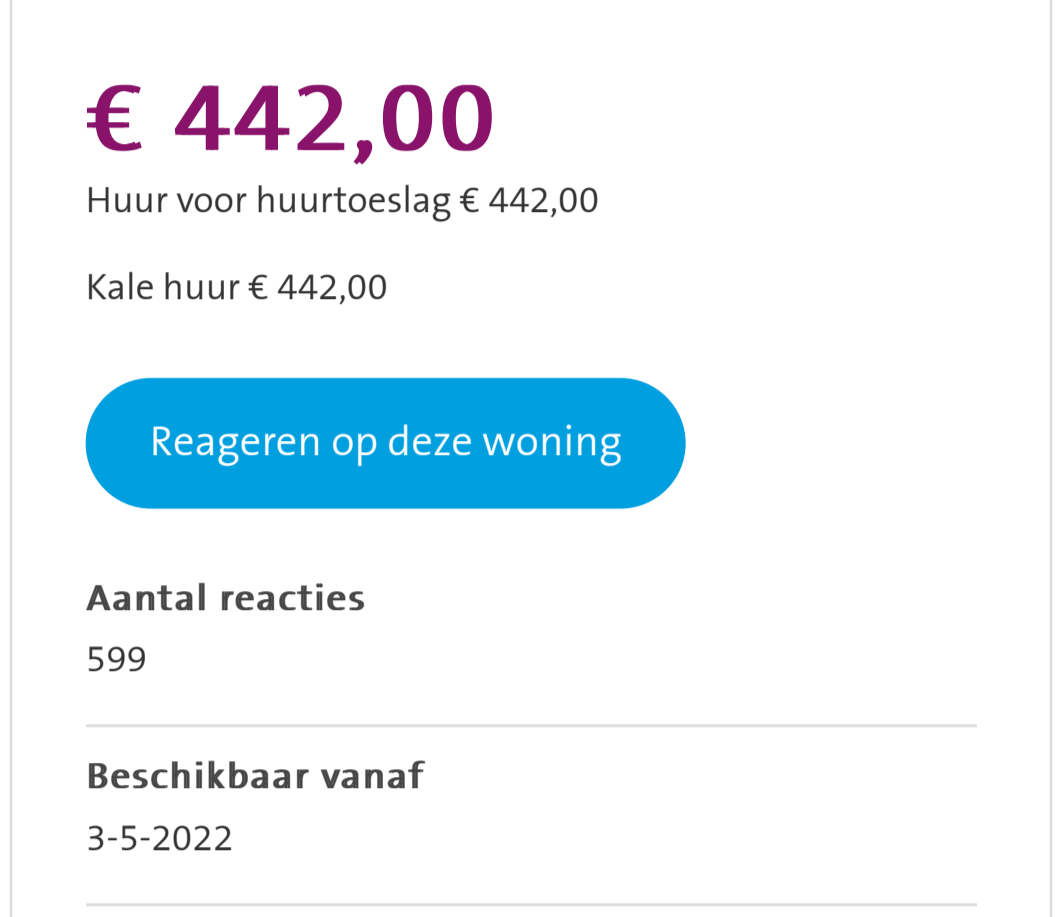 € 442,00
Huur voor huurtoeslag € 442,00
Kale huur € 442,00
Reageren op deze woning
Aantal reacties
599
Beschikbaar vanaf
3-5-2022